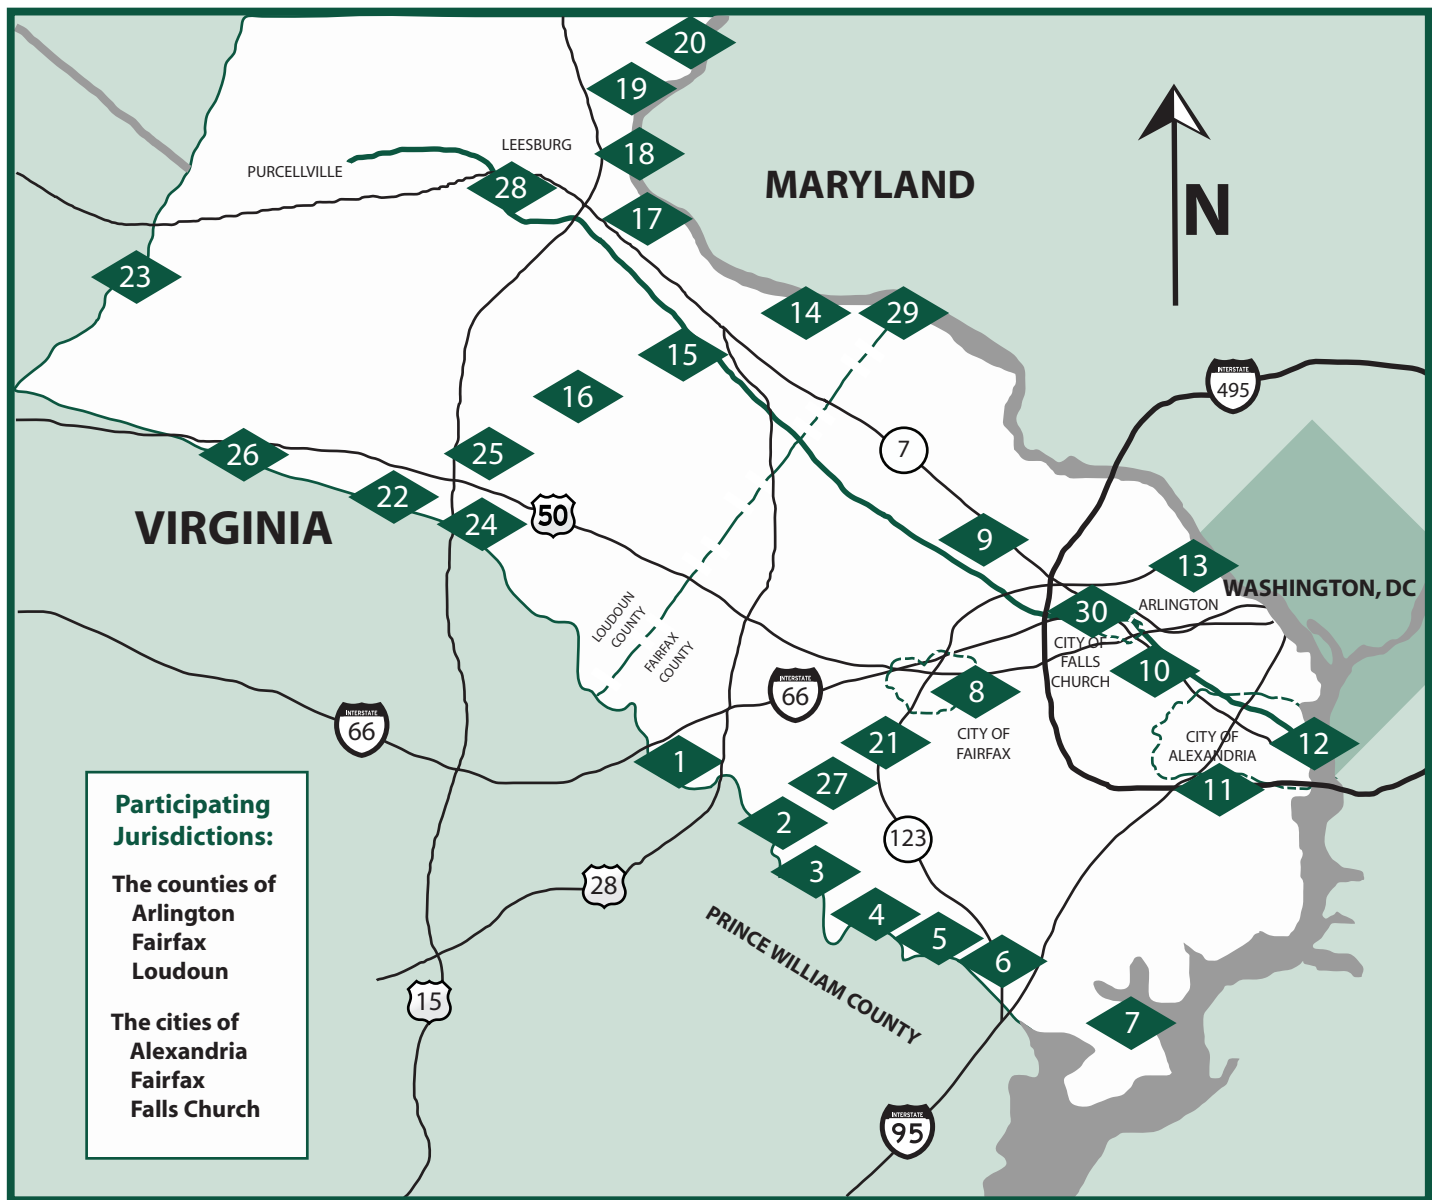 20
19
LEESBURG
18
PURCELLVILLE
28
MARYLAND
N
17
23
14
29
15
INTERSTATE
495
16
26
25
7
22
VIRGINIA
24
50
9
13
WASHINGTON, DC
LOUDOUN
COUNTY
FAIRFAX
COUNTY
30
ARLINGTON
CITY OF
FALLS
CHURCH
10
INTERSTATE
66
8
INTERSTATE
66
21
CITY OF
FAIRFAX
CITY OF
ALEXANDRIA
12
1
27
11
2
123
3
4
5
6
PRINCE WILLIAM COUNTY
28
15
7
INTERSTATE
95
Participating
Jurisdictions:
The counties of
Arlington
Fairfax
Loudoun
The cities of
Alexandria
Fairfax
Falls Church